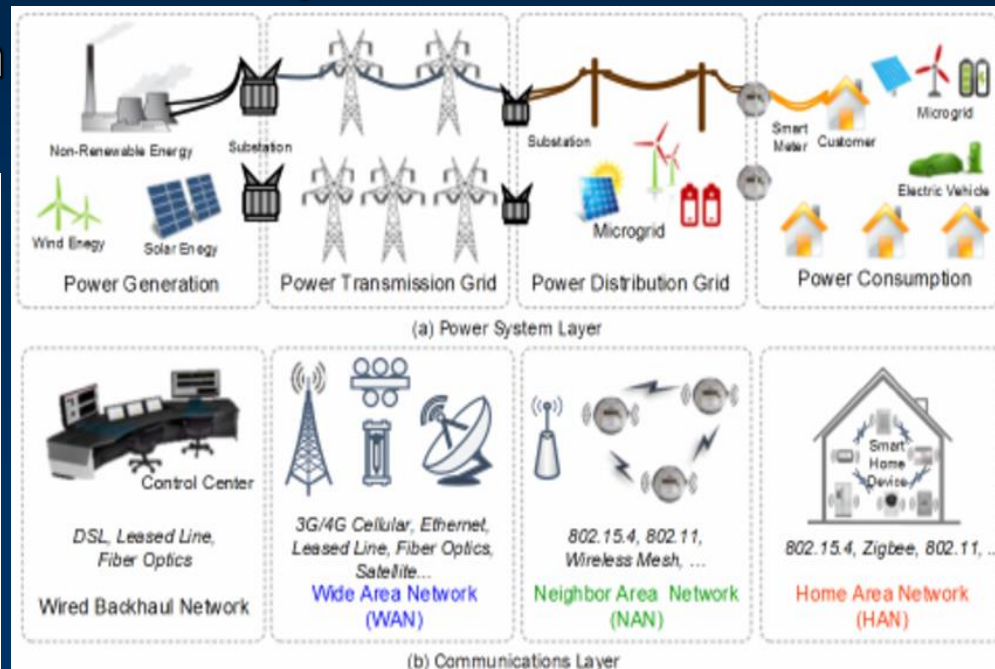 Non-Renewable Energy
Substation
Substation
Smart
Meter
Customer
Microgrid
Electric Vehicle
Wind Enegy
Solar Enegy
Microgrid
Power Generation
Power Transmission Grid
Power Distribution Grid
Power Consumption
(a) Power System Layer
Control Center
DSL, Leased Line,
Fiber Optics
Wired Backhaul Network
3G/4G Cellular, Ethernet,
Leased Line, Fiber Optics,
Satellite...
Wide Area Network
(WAN)
802.15.4, 802.11,
Wireless Mesh, ...
Neighbor Area Network
(NAN)
Smart
Home
Device
802.15.4, Zigbee, 802.11, ..
Home Area Network
(HAN)
(b) Communications Layer